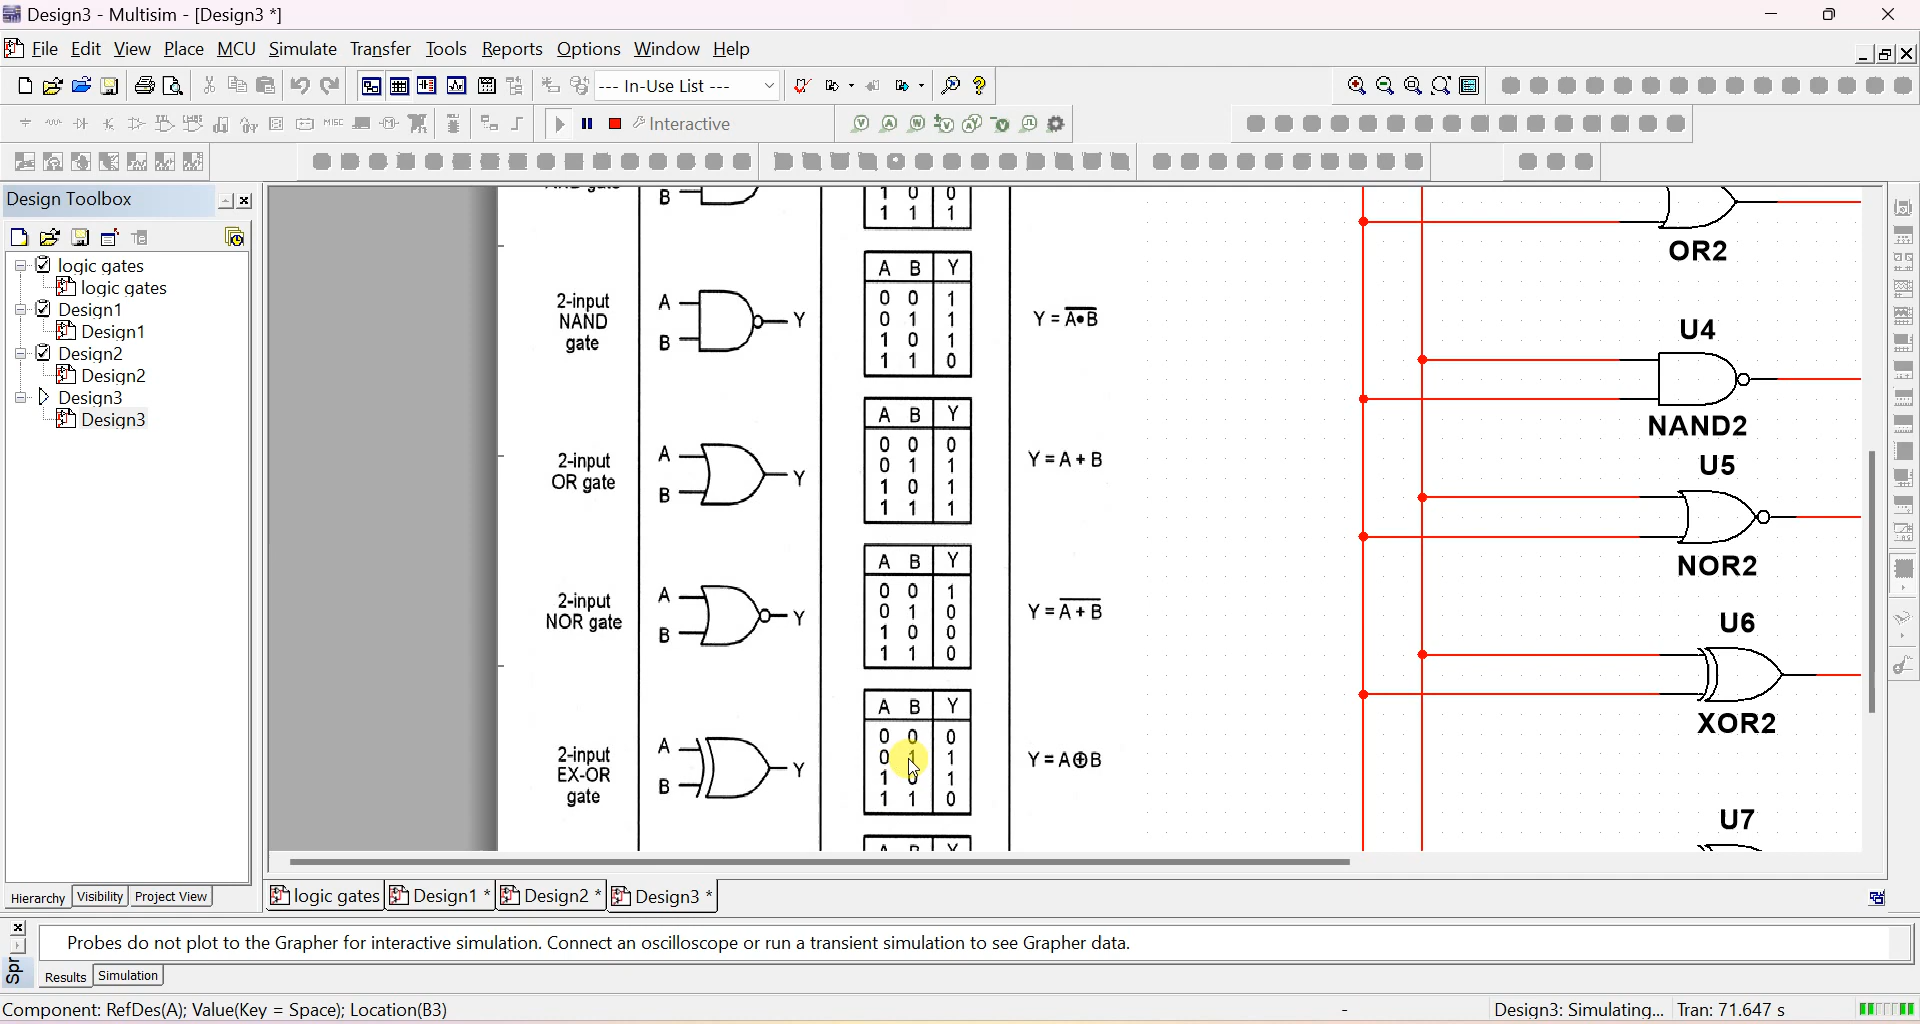 Design3 - Multisim - [Design3 *]
File Edit View Place MCU Simulate Transfer Tools Reports Options Window Help
--- In-Use List ---
Interactive
Design Toolbox
logic gates
logic gates
Design1
Design1
Design2
Design2
Design3
Design3
Hierarchy Visibility Project View
B
1 0 0
1 1 1
2-input
NAND
gate
A
B
Y
A B Y
0 0 1
0 1 1
1 0 1
1 1 0
Y = \overline{A•B}
2-input
OR gate
A
B
Y
A B Y
0 0 0
0 1 1
1 0 1
1 1 1
Y = A + B
2-input
NOR gate
A
B
Y
A B Y
0 0 1
0 1 0
1 0 0
1 1 0
Y = \overline{A + B}
2-input
EX-OR
gate
A
B
Y
A B Y
0 0 0
0 1 1
1 0 1
1 1 0
Y = A⊕B
A B Y
OR2
U4
NAND2
U5
NOR2
U6
XOR2
U7
logic gates Design1 * Design2 * Design3 *
Probes do not plot to the Grapher for interactive simulation. Connect an oscilloscope or run a transient simulation to see Grapher data.
Spr
Results Simulation
Component: RefDes(A); Value(Key = Space); Location(B3) - Design3: Simulating... Tran: 71.647 s